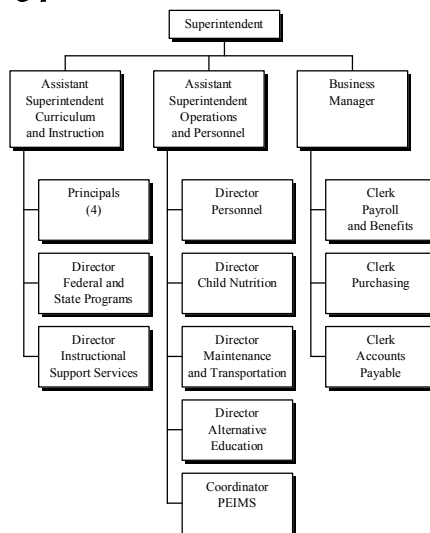 Superintendent
Assistant
Superintendent
Curriculum
and Instruction
Assistant
Superintendent
Operations
and Personnel
Business
Manager
Principals
(4)
Director
Federal and
State Programs
Director
Instructional
Support Services
Director
Personnel
Director
Child Nutrition
Director
Maintenance
and Transportation
Director
Alternative
Education
Coordinator
PEIMS
Clerk
Payroll
and Benefits
Clerk
Purchasing
Clerk
Accounts
Payable